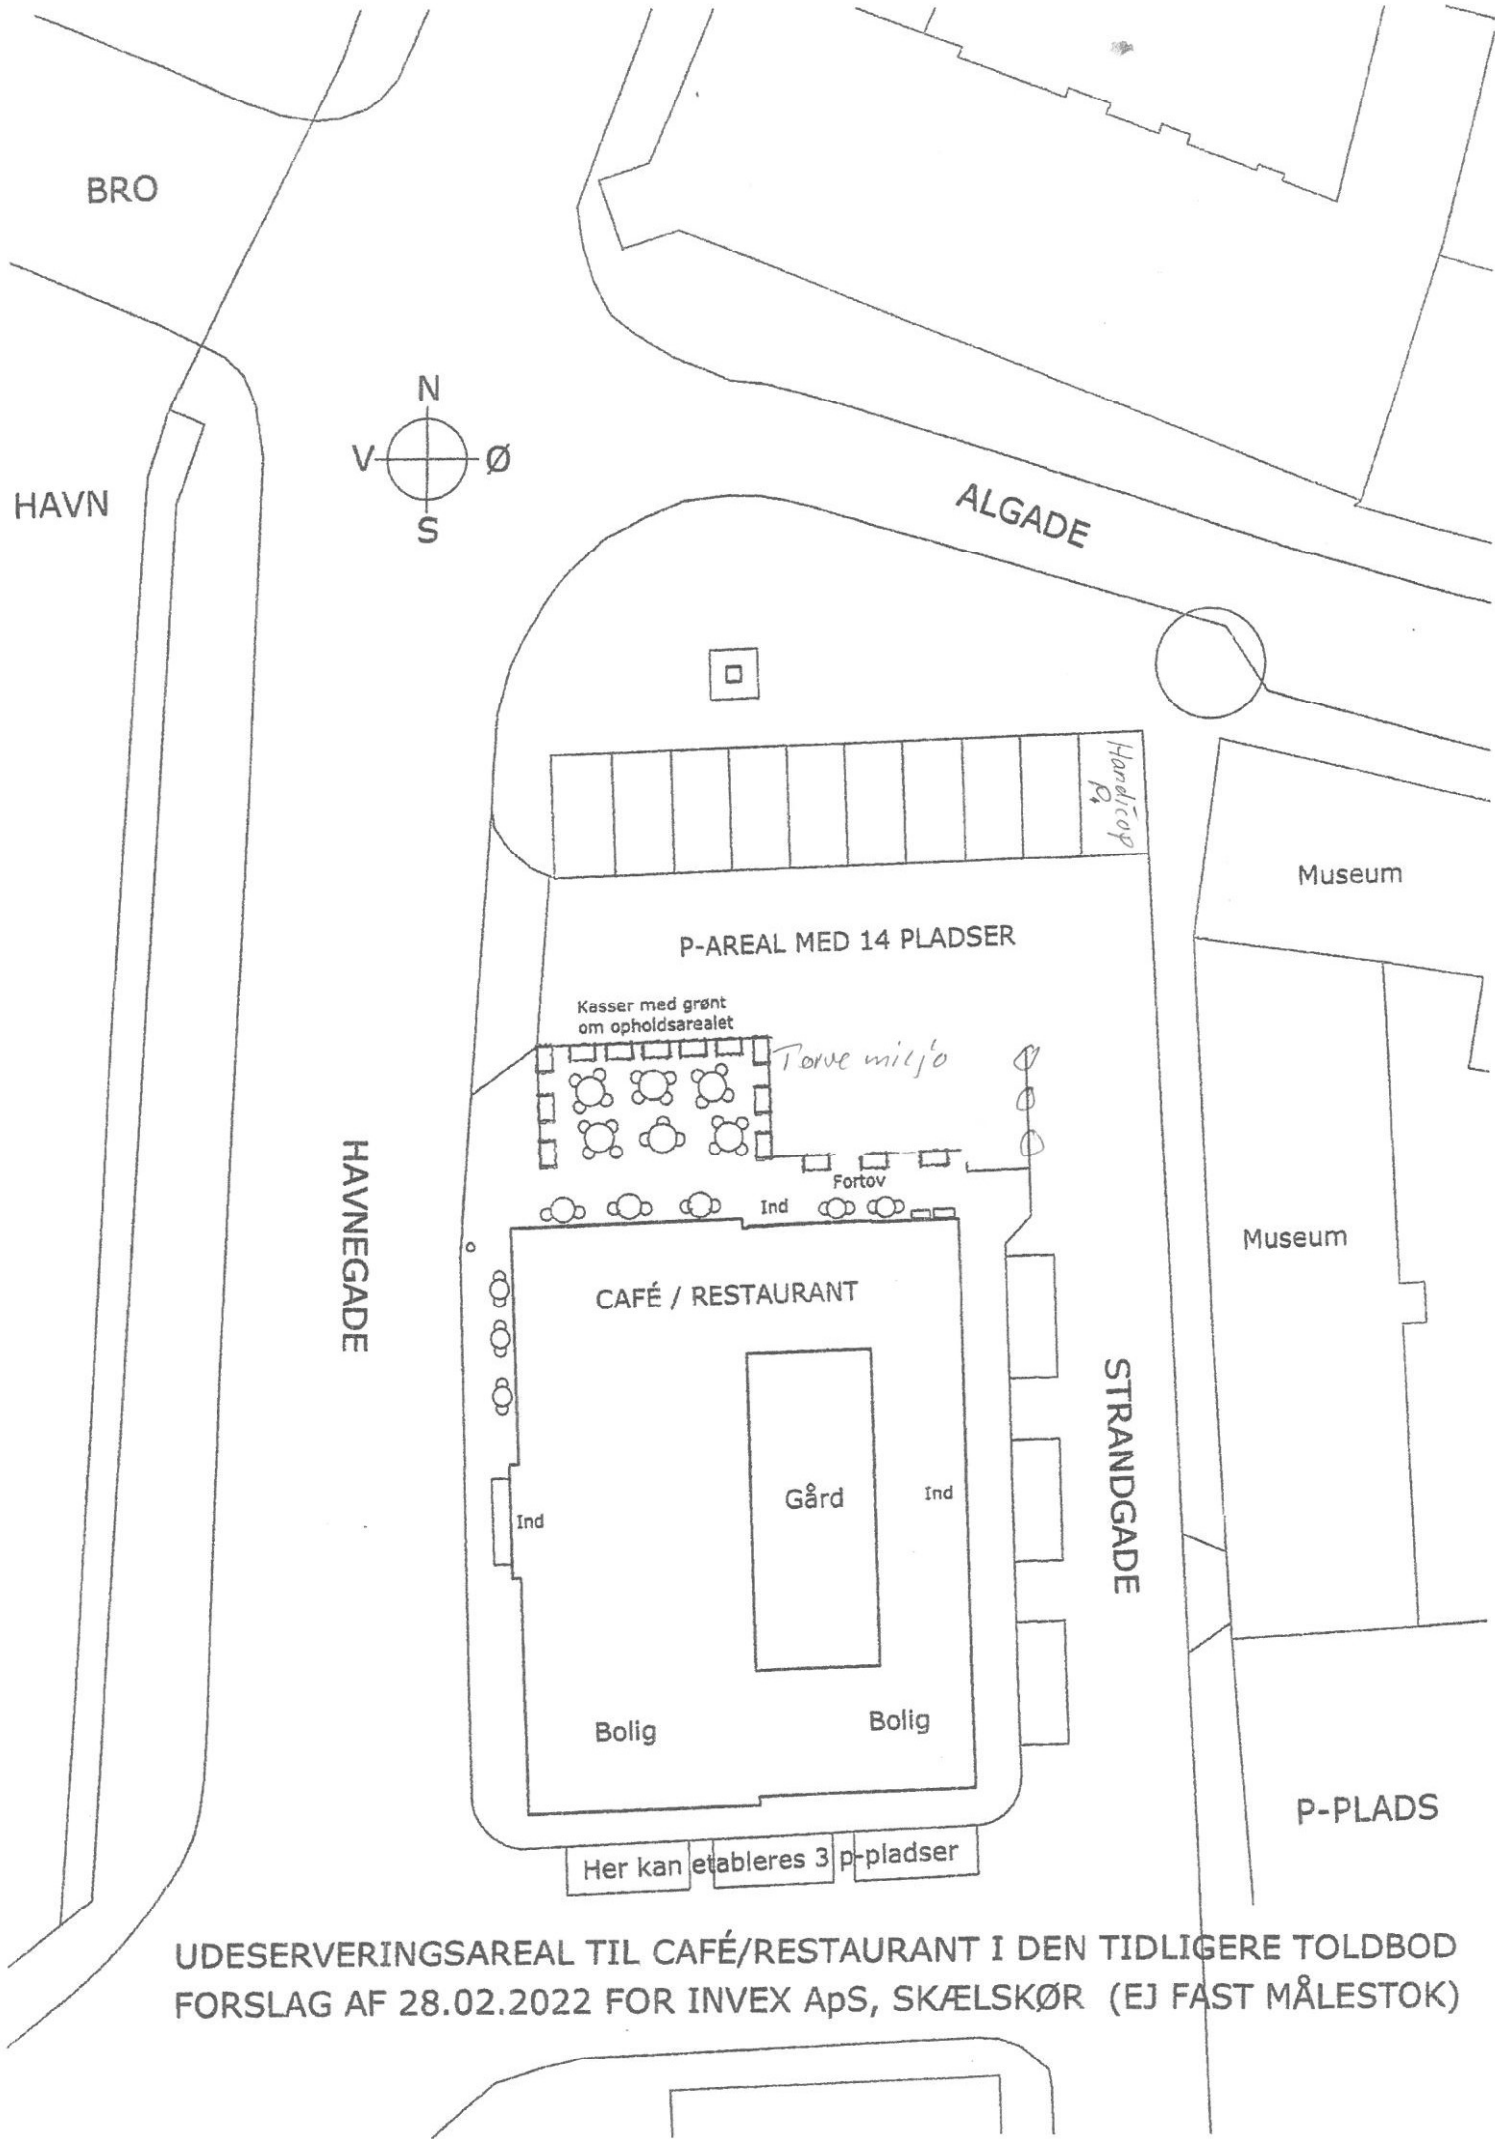 BRO
N
V Ø
S
HAVN
ALGADE
Handicap
P.
Museum
P-AREAL MED 14 PLADSER
Kasser med grønt
om opholdsarealet
Torve miljø
Fortov
Ind
HAVNEGADE
CAFÉ / RESTAURANT
Museum
STRANDGADE
Gård
Ind
Ind
Bolig
Bolig
P-PLADS
Her kan etableres 3 p-pladser
UDESERVERINGSAREAL TIL CAFÉ/RESTAURANT I DEN TIDLIGERE TOLDBOD
FORSLAG AF 28.02.2022 FOR INVEX ApS, SKÆLSKØR (EJ FAST MÅLESTOK)